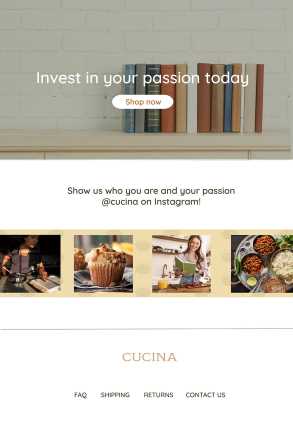 Invest in your passion today
Shop now
Show us who you are and your passion
@cucina on Instagram!
CUCINA
FAQ SHIPPING RETURNS CONTACT US